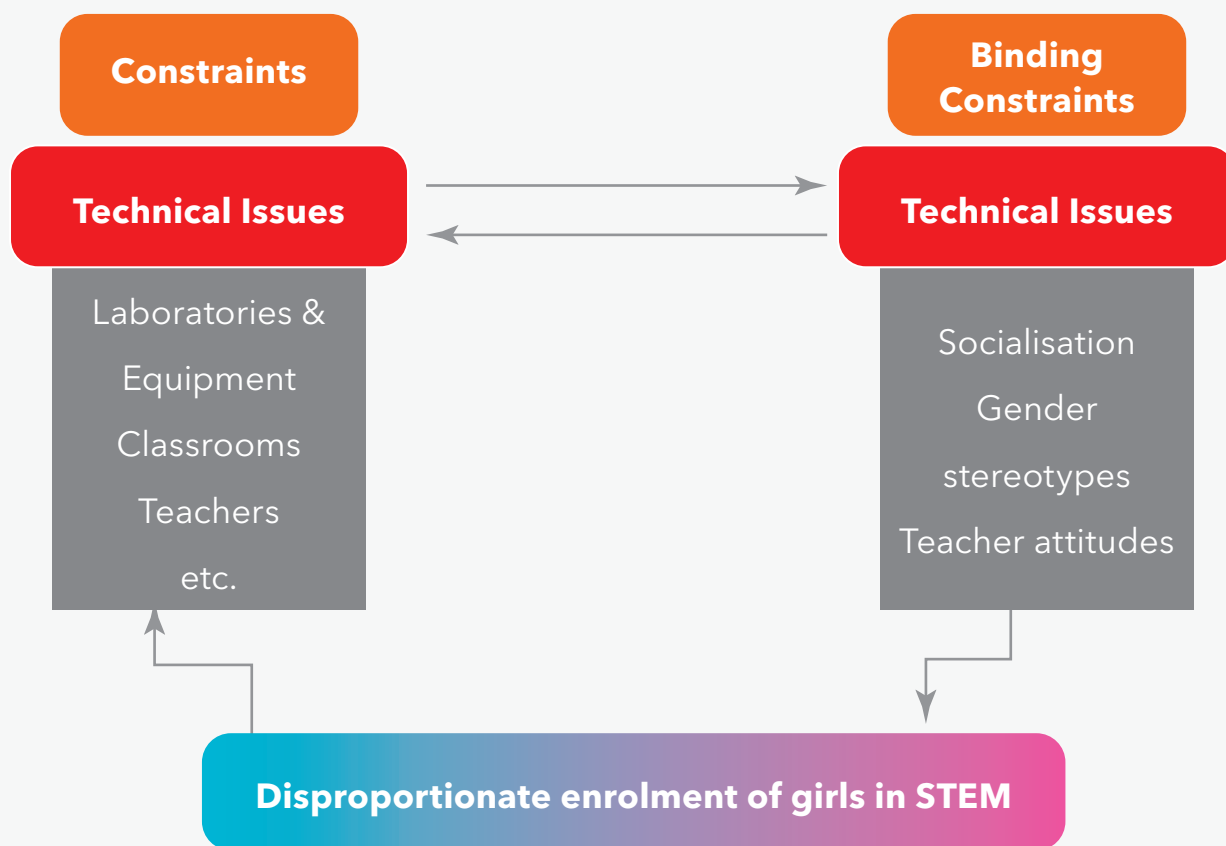 Constraints
Technical Issues
Laboratories &
Equipment
Classrooms
Teachers
etc.
Binding
Constraints
Technical Issues
Socialisation
Gender
stereotypes
Teacher attitudes
Disproportionate enrolment of girls in STEM